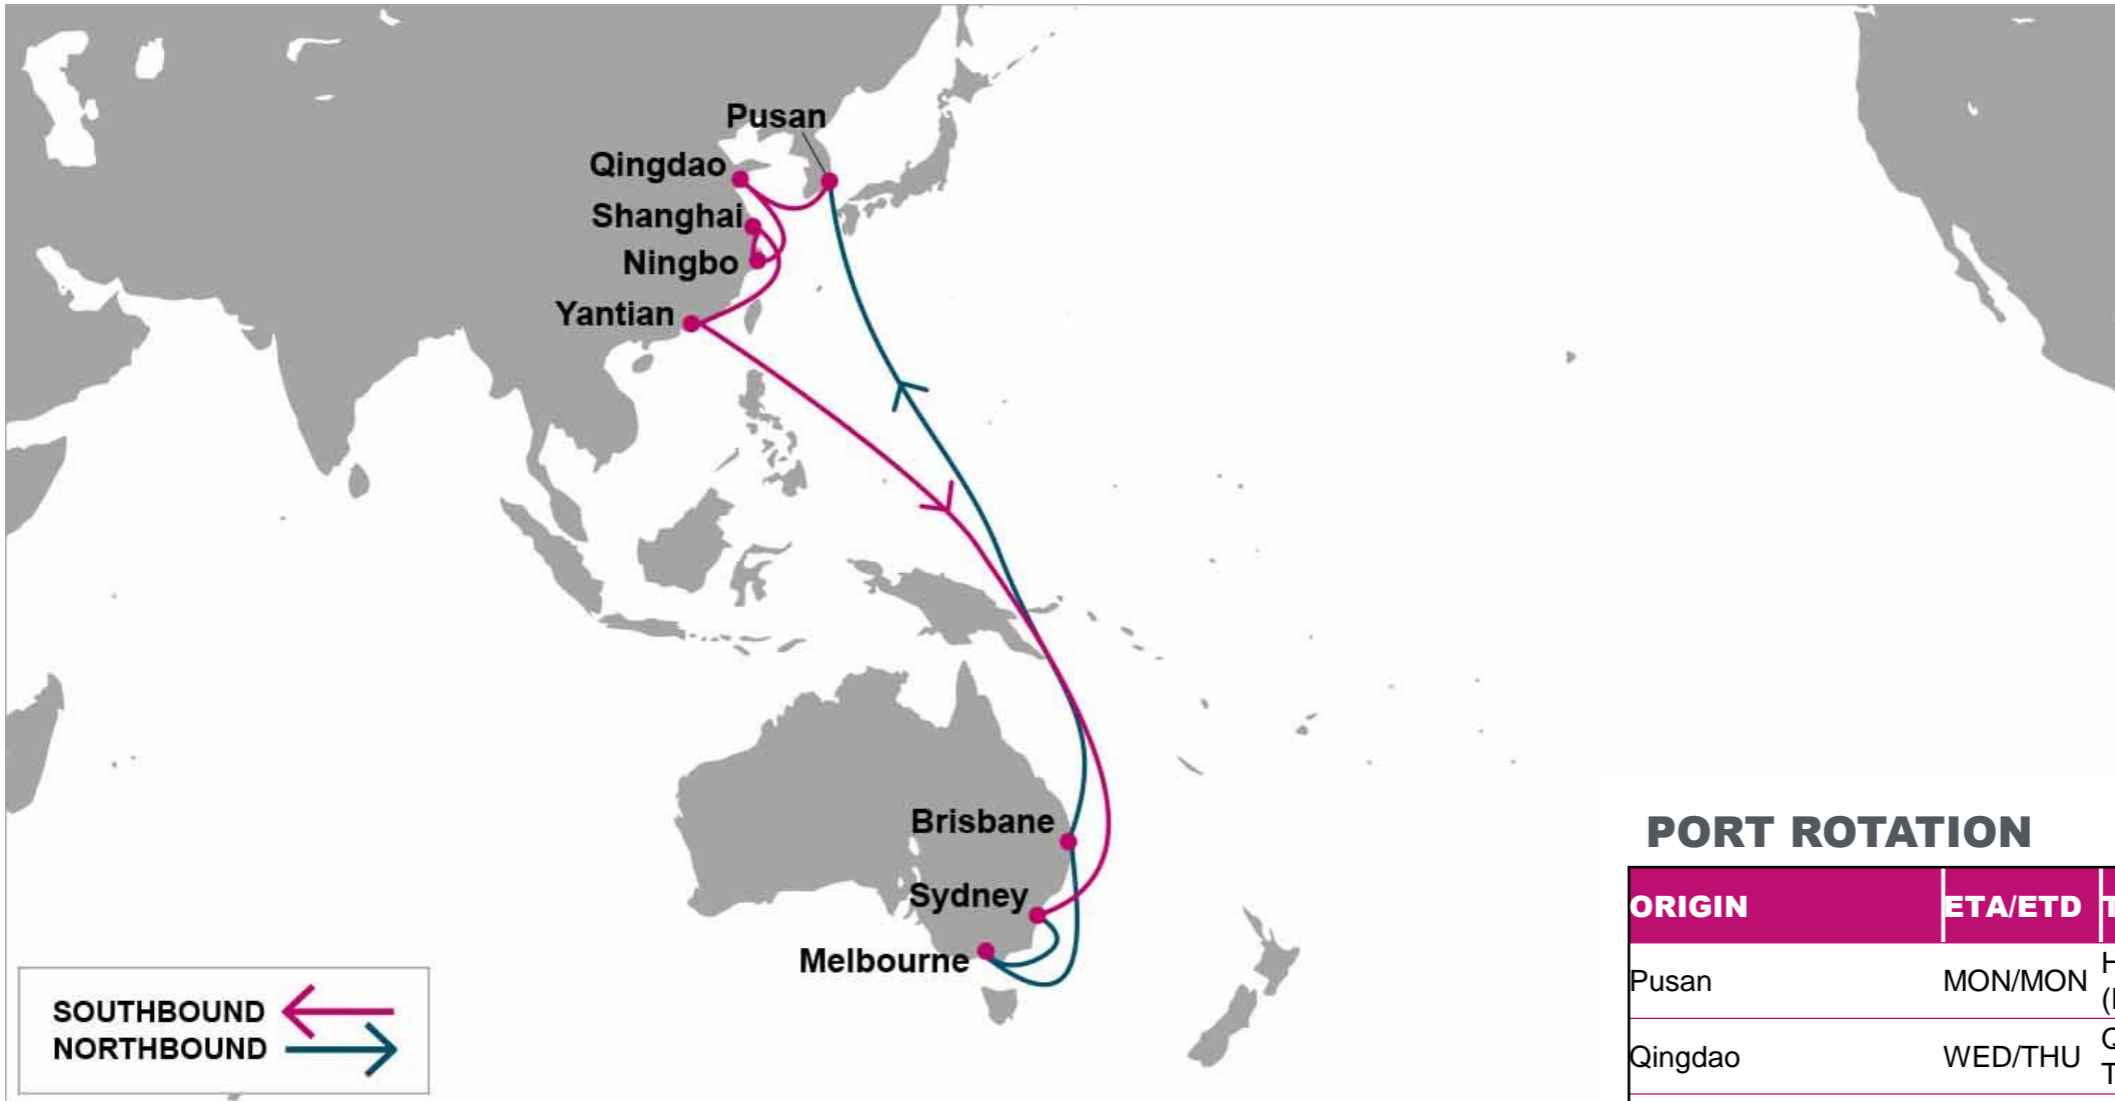 Pusan
Qingdao
Shanghai
Ningbo
Yantian
Brisbane
Sydney
Melbourne
SOUTHBOUND
NORTHBOUND
PORT ROTATION
ORIGIN ETA/ETD
Pusan MON/MON
Qingdao WED/THU